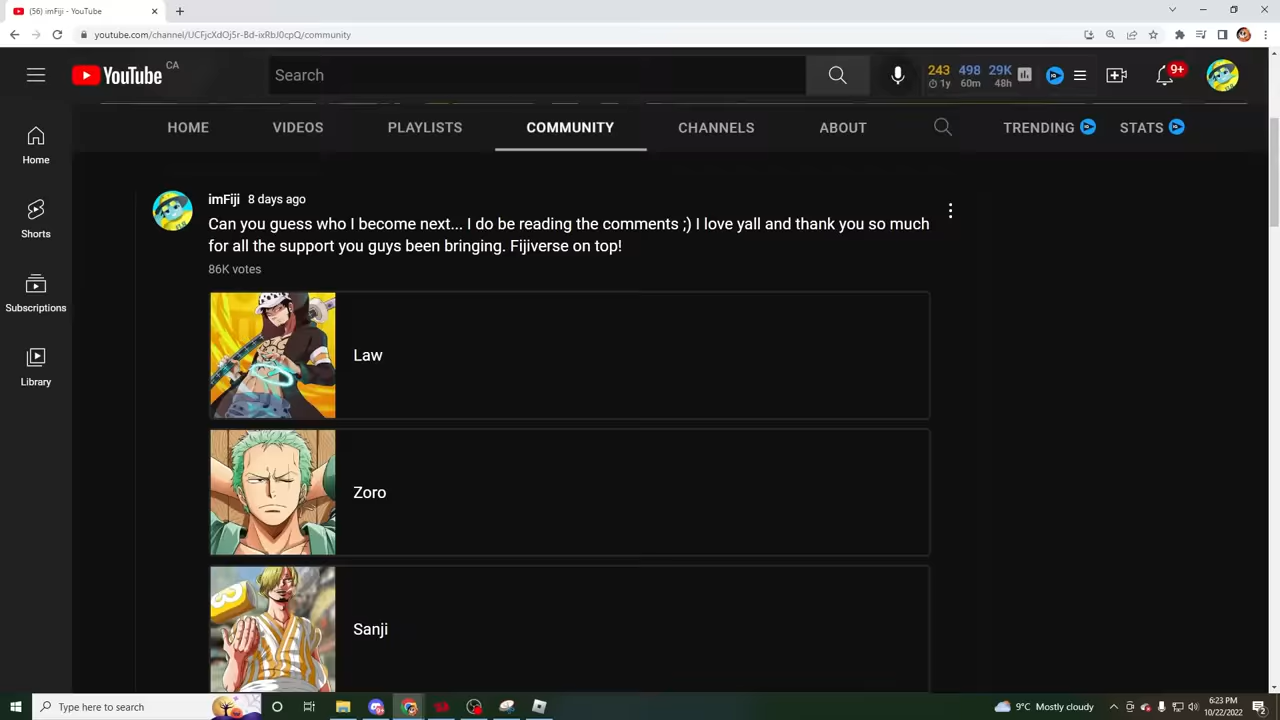 (56) imFiji - YouTube
youtube.com/channel/UCFjcXdOj5r-Bd-ixRbJ0cpQ/community
YouTube CA
Search
243 498 29K
1y 60m 48h
9+
HOME VIDEOS PLAYLISTS COMMUNITY CHANNELS ABOUT TRENDING STATS
Home
Shorts
Subscriptions
Library
imFiji 8 days ago
Can you guess who I become next... I do be reading the comments ;) I love yall and thank you so much
for all the support you guys been bringing. Fijiverse on top!
86K votes
Law
Zoro
Sanji
Type here to search
9°C Mostly cloudy
6:23 PM
10/22/2022
2